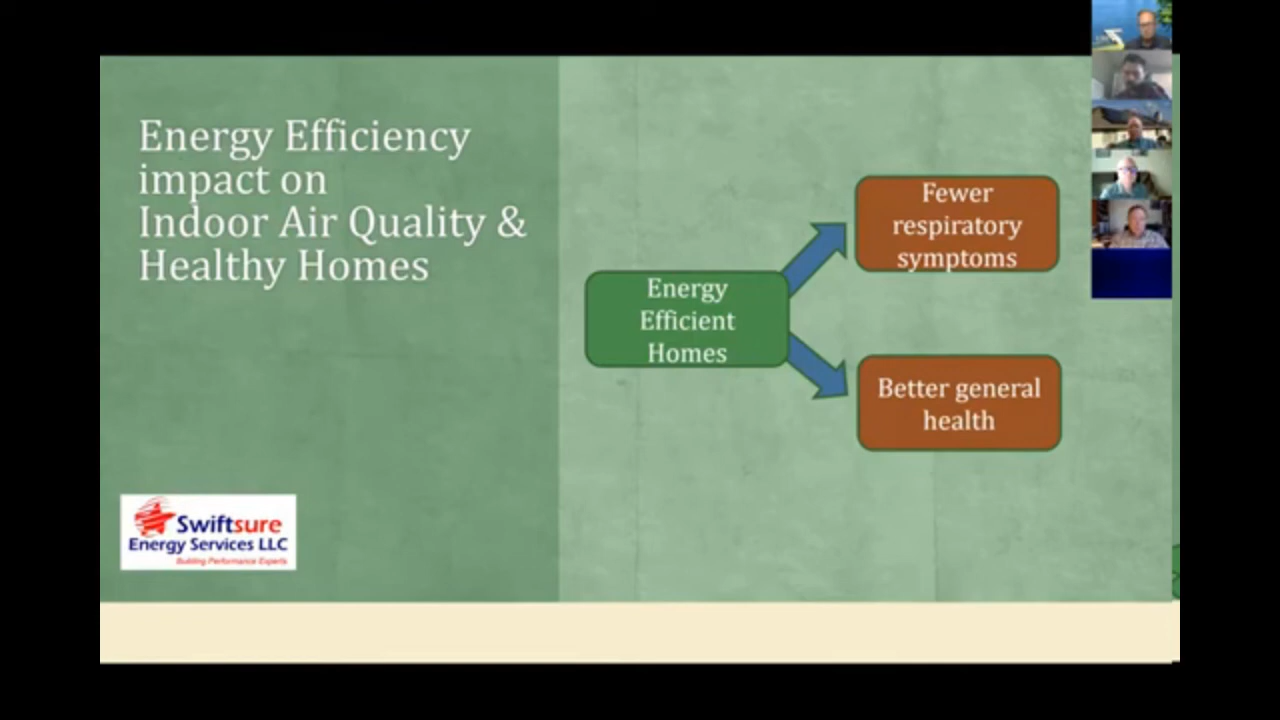 Energy Efficiency
impact on
Indoor Air Quality &
Healthy Homes
Energy
Efficient
Homes
Fewer
respiratory
symptoms
Better general
health
Swiftsure
Energy Services LLC
Building Performance Experts